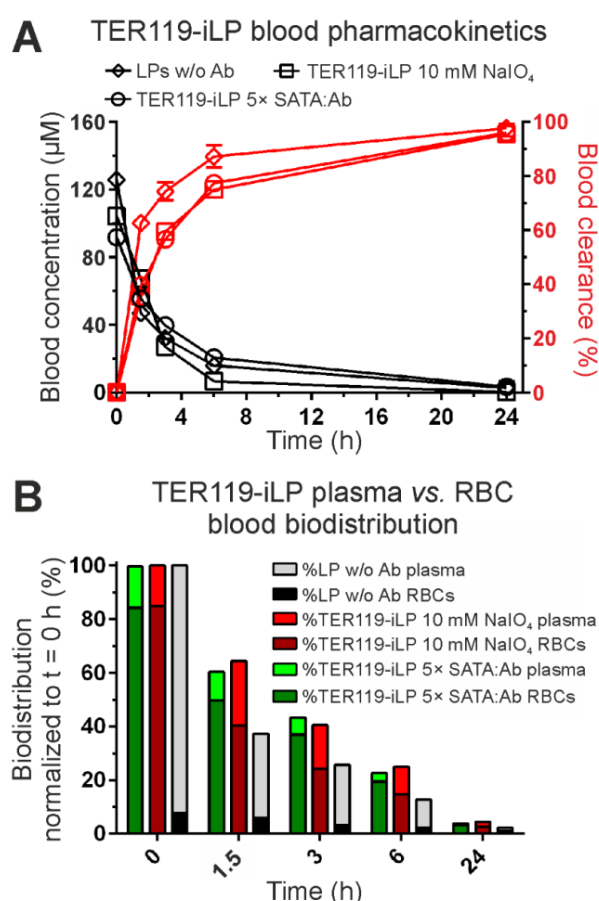 A
TER119-iLP blood pharmacokinetics
LPs w/o Ab
TER119-iLP 10 mM NaIO₄
TER119-iLP 5× SATA:Ab
Blood concentration (µM)
160
120
80
40
0
100
80
60
40
20
0
Blood clearance (%)
0 4 8 12 16 20 24
Time (h)
B
TER119-iLP plasma vs. RBC
blood biodistribution
Biodistribution
normalized to t = 0 h (%)
100
80
60
40
20
0
%LP w/o Ab plasma
%LP w/o Ab RBCs
%TER119-iLP 10 mM NaIO₄ plasma
%TER119-iLP 10 mM NaIO₄ RBCs
%TER119-iLP 5× SATA:Ab plasma
%TER119-iLP 5× SATA:Ab RBCs
0 1.5 3 6 24
Time (h)